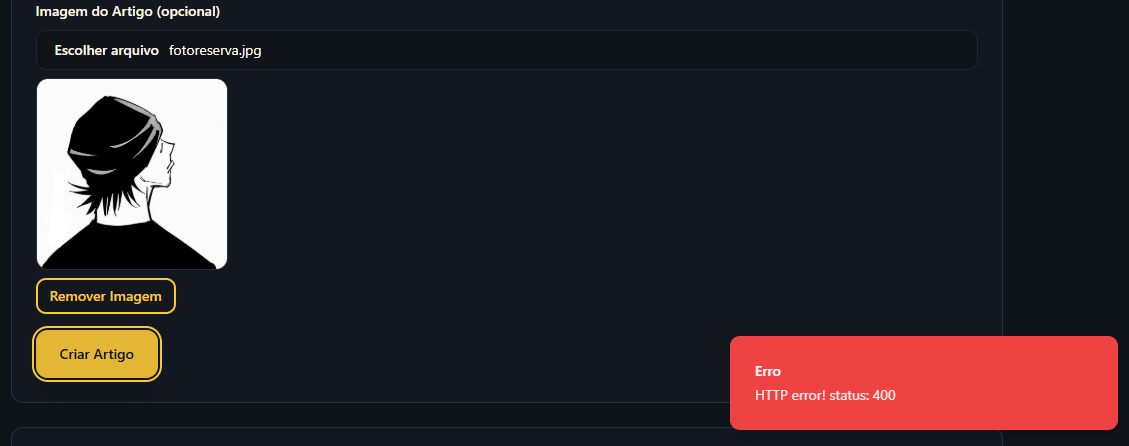 Imagem do Artigo (opcional)
Escolher arquivo fotoreserva.jpg
Remover Imagem
Criar Artigo
Erro
HTTP error! status: 400